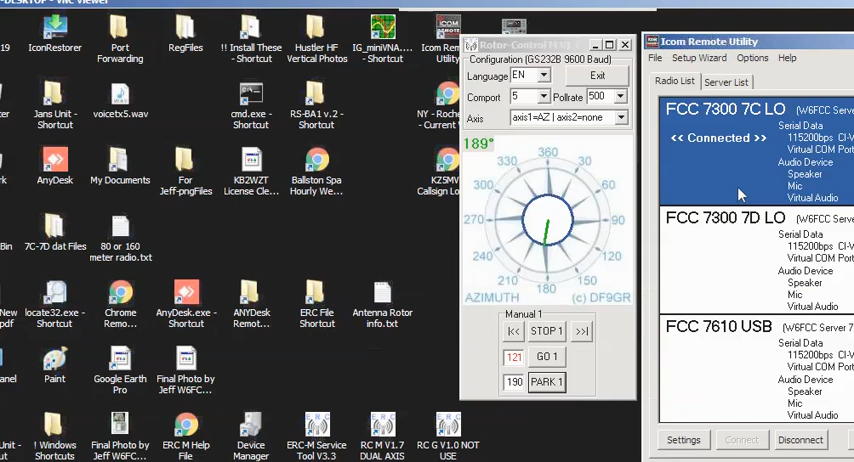 -DESKTOP - VNC Viewer
19
IconRestorer
Port
Forwarding
RegFiles
!! Install These
- Shortcut
Hustler HF
Vertical Photos
IG_miniVNA....
- Shortcut
Icom Rem
Utility
Jans Unit -
Shortcut
voicetx5.wav
cmd.exe -
Shortcut
RS-BA1 v.2 -
Shortcut
NY - Roche
- Current V
AnyDesk
My Documents
For
Jeff-pngFiles
KB2WZT
License Cle...
Ballston Spa
Hourly We...
KZ5MV
Callsign Lo
Bin
7C-7D dat Files
80 or 160
meter radio.txt
New
pdf
locate32.exe -
Shortcut
Chrome
Remo...
AnyDesk.exe -
Shortcut
ANYDesk
Remot...
ERC File
Shortcut
Antenna Rotor
info.txt
anel
Paint
Google Earth
Pro
Final Photo by
Jeff W6FC...
Unit -
! Windows
Shortcuts
Final Photo by
Jeff W6FCC...
ERC M Help
File
Device
Manager
ERC-M Service
Tool V3.3
RC M V1.7
DUAL AXIS
RC G V1.0 NOT
USE
Configuration (GS232B 9600 Baud)
Language
EN
Exit
Comport
5
Pollrate
500
Axis
axis1=AZ | axis2=none
189°
360
30
60
90
120
150
180
210
240
270
300
330
AZIMUTH
(c) DF9GR
Manual 1
|<<
STOP 1
>>|
121
GO 1
190
PARK 1
Icom Remote Utility
File
Setup Wizard
Options
Help
Radio List
Server List
FCC 7300 7C LO
(W6FCC Serve
<< Connected >>
Serial Data
115200bps CI-V
Virtual COM Port
Audio Device
Speaker
Mic
Virtual Audio
FCC 7300 7D LO
(W6FCC Serve
Serial Data
115200bps CI-V
Virtual COM Port
Audio Device
Speaker
Mic
Virtual Audio
FCC 7610 USB
(W6FCC Server 7
Serial Data
115200bps CI-V
Virtual COM Port
Audio Device
Speaker
Mic
Virtual Audio
Settings
Connect
Disconnect